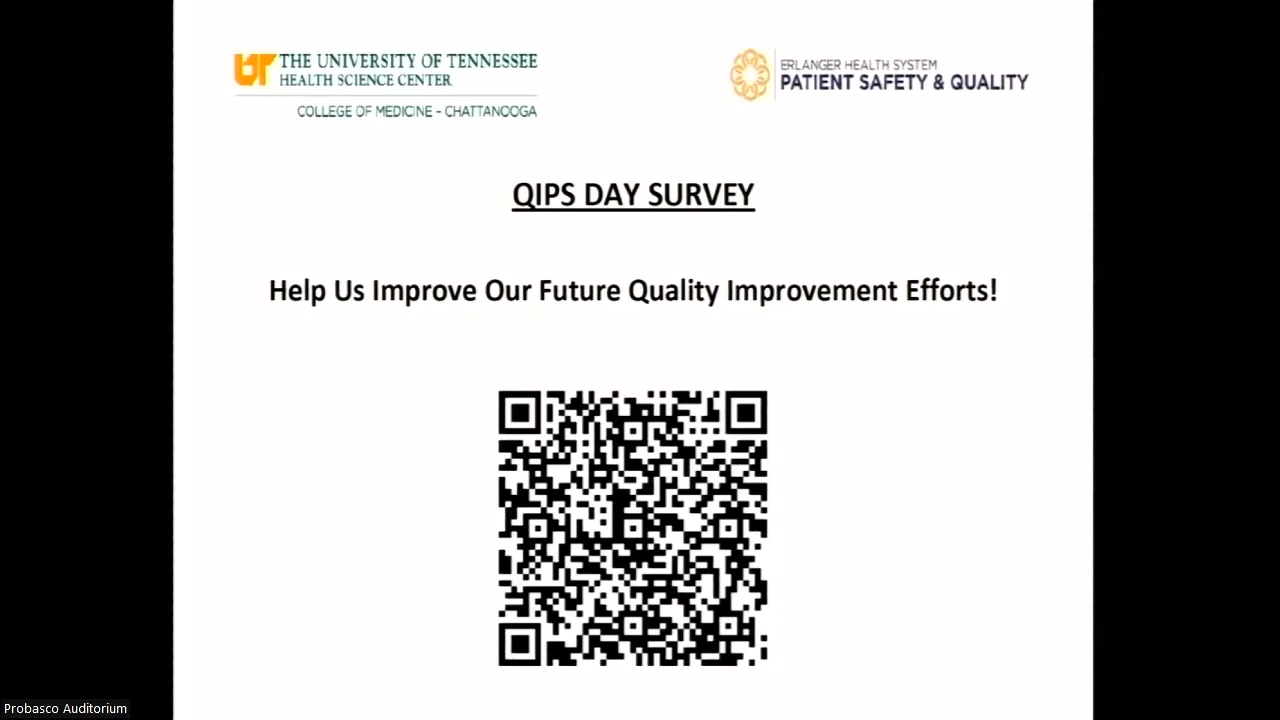 UT THE UNIVERSITY OF TENNESSEE
HEALTH SCIENCE CENTER
COLLEGE OF MEDICINE - CHATTANOOGA
ERLANGER HEALTH SYSTEM
PATIENT SAFETY & QUALITY
QIPS DAY SURVEY
Help Us Improve Our Future Quality Improvement Efforts!
Probasco Auditorium